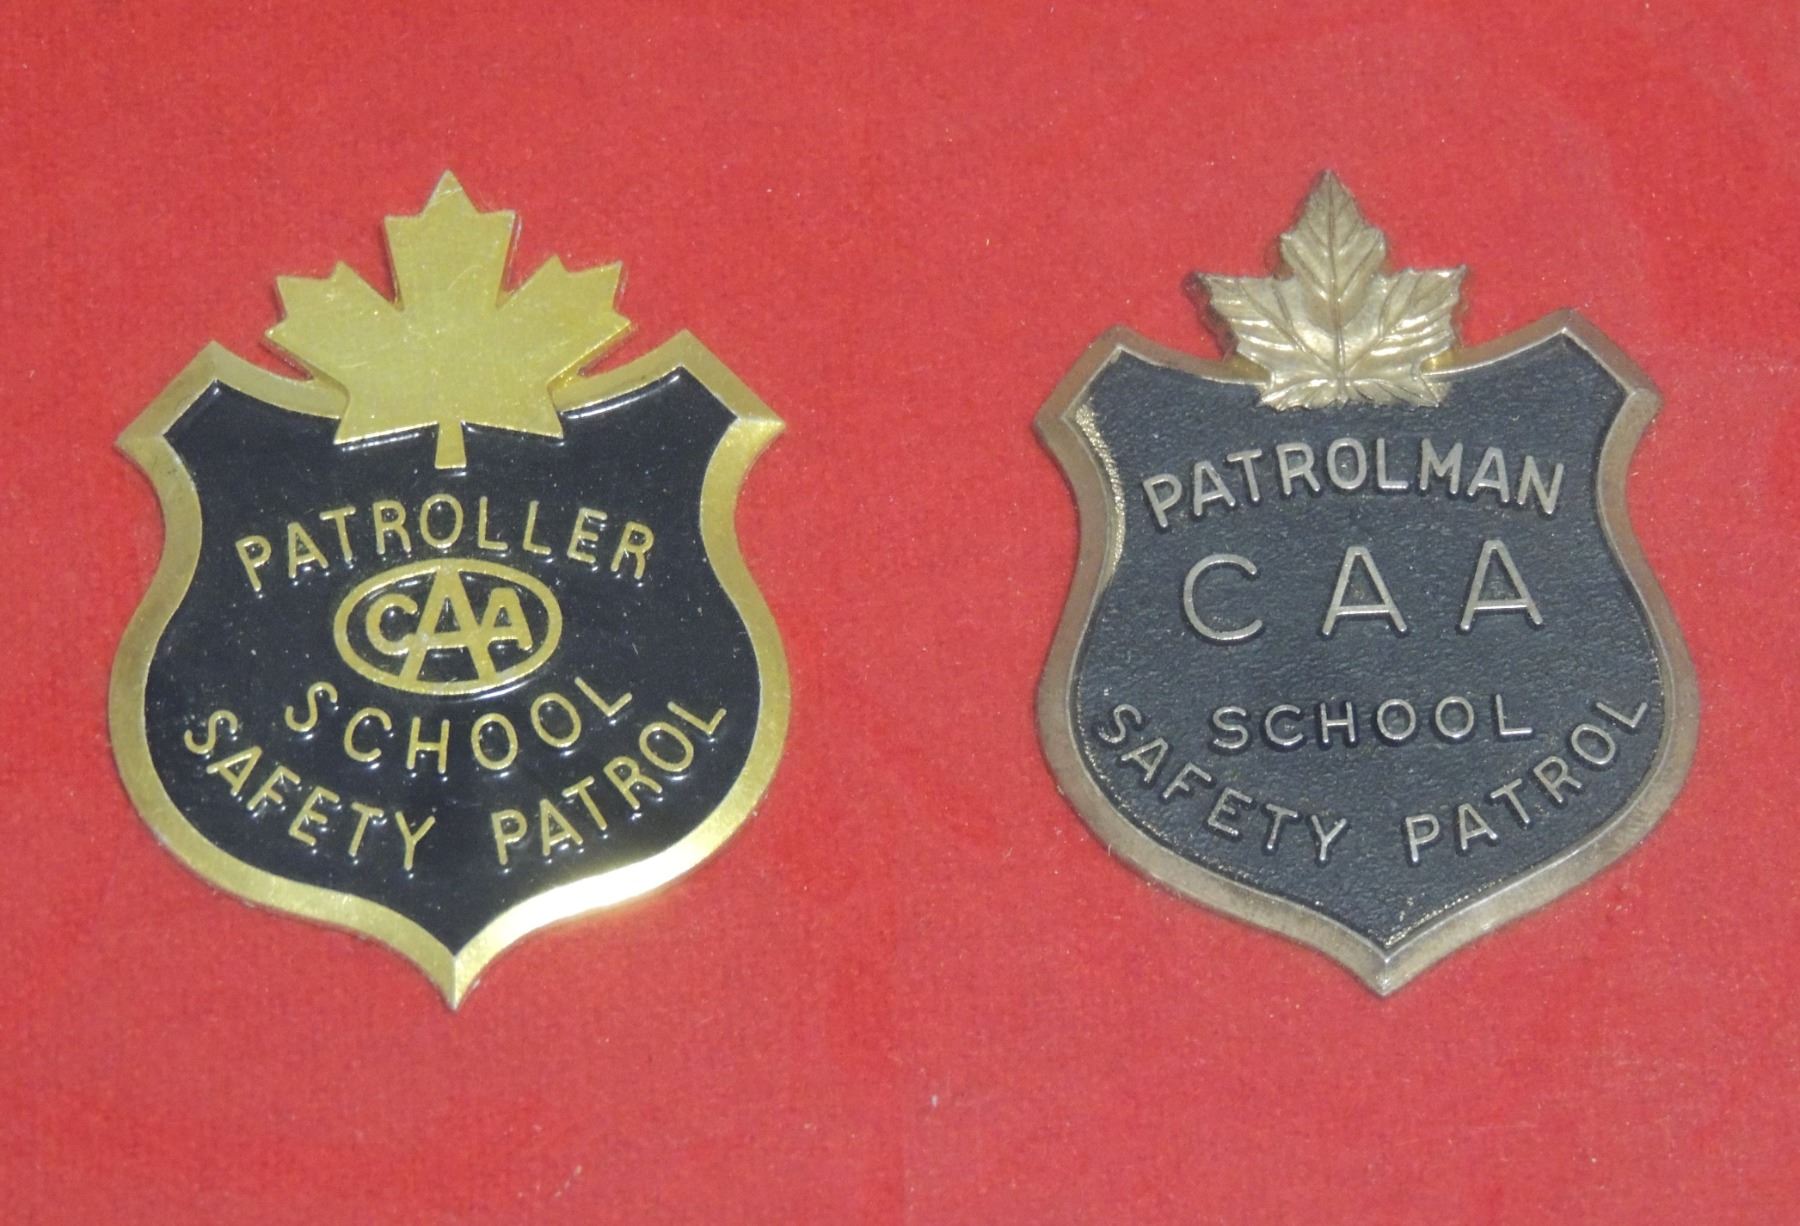 PATROLLER
CAA
SCHOOL
SAFETY PATROL
PATROLMAN
CAA
SCHOOL
SAFETY PATROL